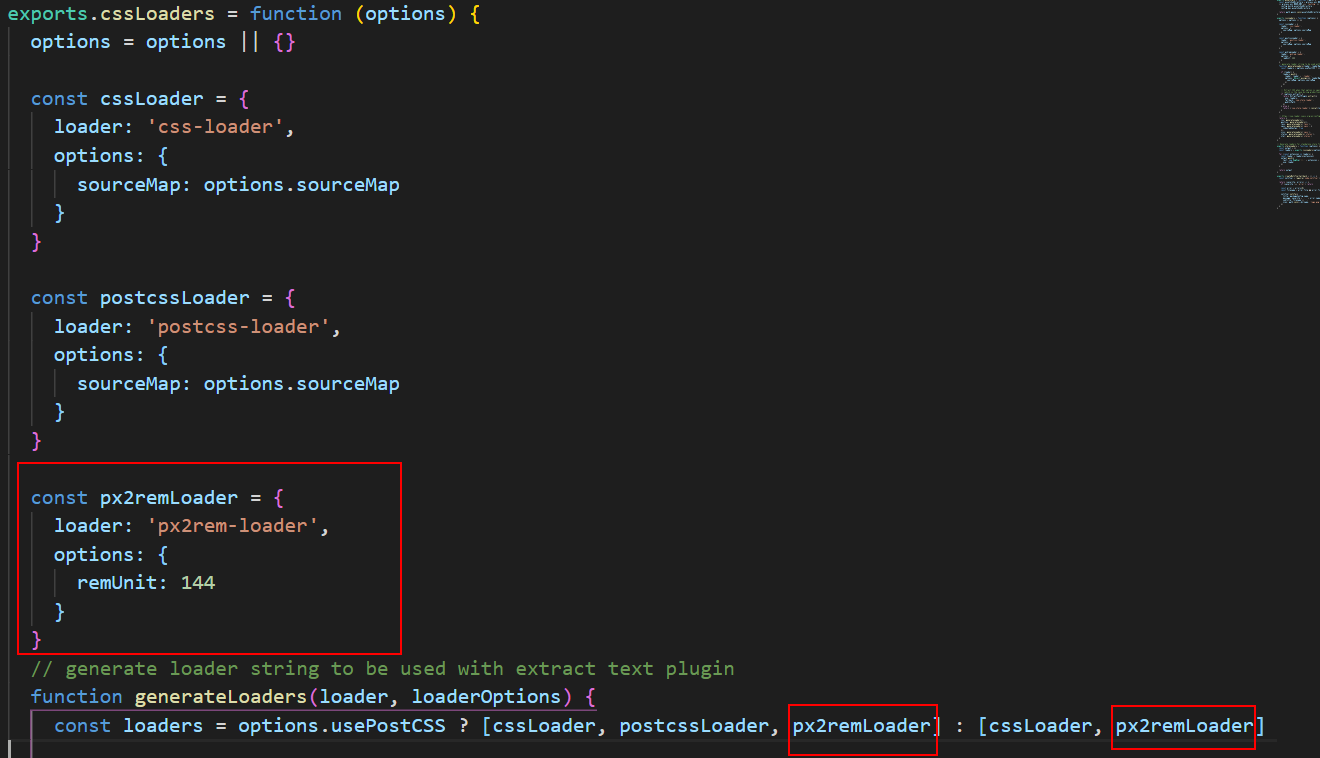 exports.cssLoaders = function (options) {
options = options || {}
const cssLoader = {
loader: 'css-loader',
options: {
sourceMap: options.sourceMap
}
}
const postcssLoader = {
loader: 'postcss-loader',
options: {
sourceMap: options.sourceMap
}
}
const px2remLoader = {
loader: 'px2rem-loader',
options: {
remUnit: 144
}
}
// generate loader string to be used with extract text plugin
function generateLoaders(loader, loaderOptions) {
const loaders = options.usePostCSS ? [cssLoader, postcssLoader, px2remLoader] : [cssLoader, px2remLoader]